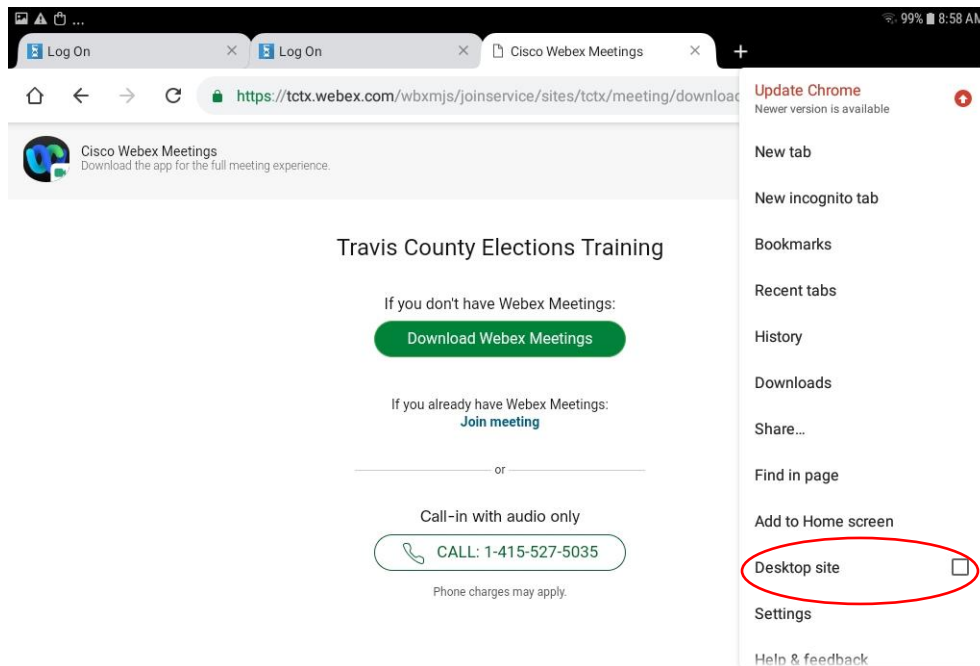 ... 99% 8:58 AM
Log On
Log On
Cisco Webex Meetings
https://tctx.webex.com/wbxmjs/joinservice/sites/tctx/meeting/download
Cisco Webex Meetings
Download the app for the full meeting experience.
Travis County Elections Training
If you don't have Webex Meetings:
Download Webex Meetings
If you already have Webex Meetings:
Join meeting
or
Call-in with audio only
CALL: 1-415-527-5035
Phone charges may apply.
Update Chrome
Newer version is available
New tab
New incognito tab
Bookmarks
Recent tabs
History
Downloads
Share...
Find in page
Add to Home screen
Desktop site
Settings
Help & feedback